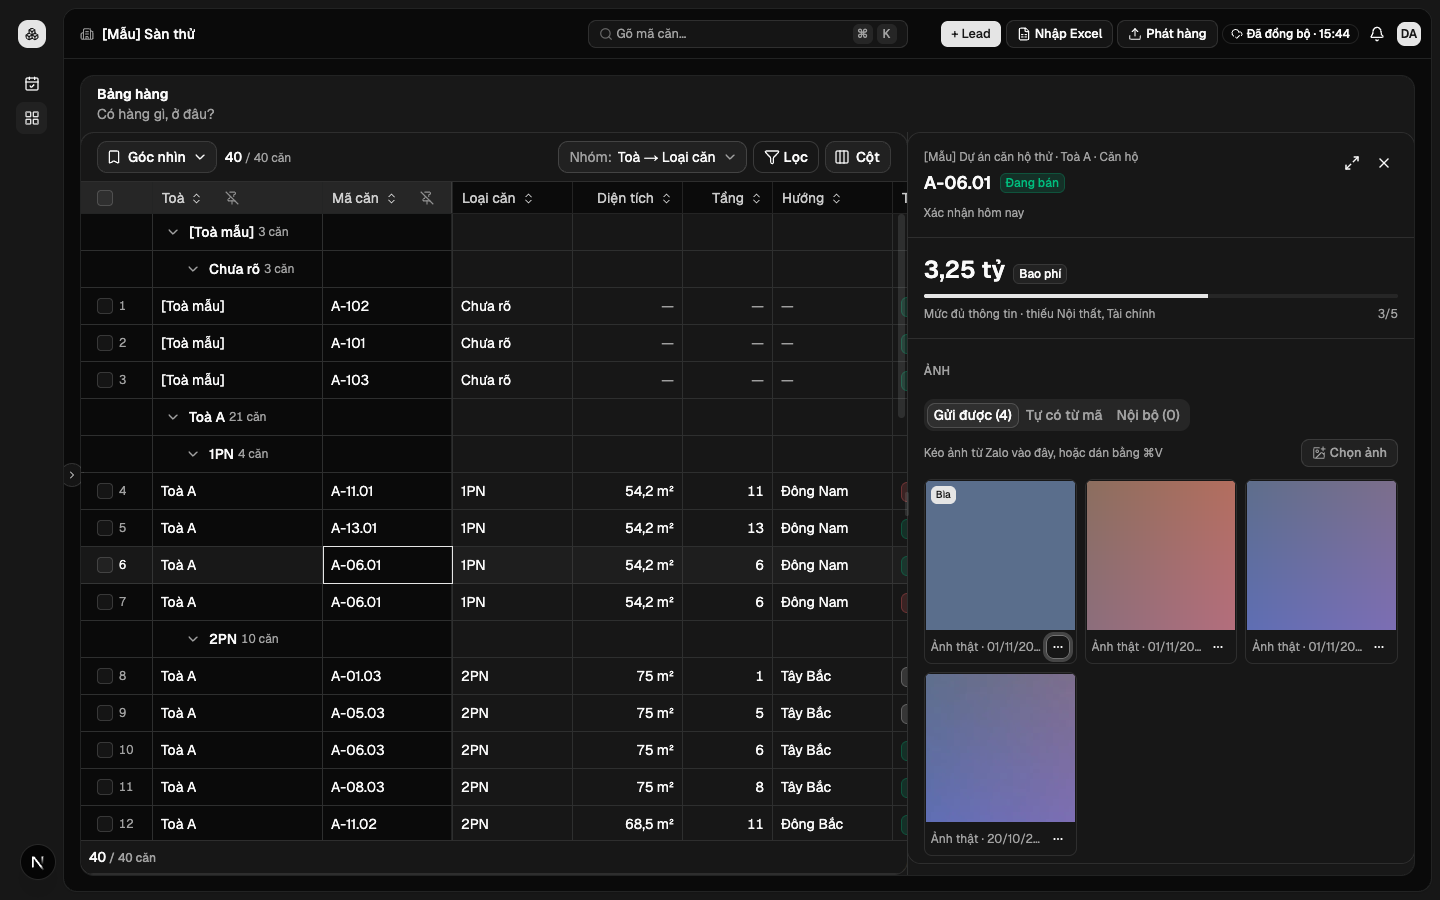 [Mẫu] Sàn thử
Gõ mã căn...
⌘ K
+ Lead
Nhập Excel
Phát hàng
Đã đồng bộ · 15:44
DA
Bảng hàng
Có hàng gì, ở đâu?
Góc nhìn
40 / 40 căn
Nhóm: Toà → Loại căn
Lọc
Cột
Toà Mã căn Loại căn Diện tích Tầng Hướng T
[Toà mẫu] 3 căn
Chưa rõ 3 căn
1 [Toà mẫu] A-102 Chưa rõ — — —
2 [Toà mẫu] A-101 Chưa rõ — — —
3 [Toà mẫu] A-103 Chưa rõ — — —
Toà A 21 căn
1PN 4 căn
4 Toà A A-11.01 1PN 54,2 m² 11 Đông Nam
5 Toà A A-13.01 1PN 54,2 m² 13 Đông Nam
6 Toà A A-06.01 1PN 54,2 m² 6 Đông Nam
7 Toà A A-06.01 1PN 54,2 m² 6 Đông Nam
2PN 10 căn
8 Toà A A-01.03 2PN 75 m² 1 Tây Bắc
9 Toà A A-05.03 2PN 75 m² 5 Tây Bắc
10 Toà A A-06.03 2PN 75 m² 6 Tây Bắc
11 Toà A A-08.03 2PN 75 m² 8 Tây Bắc
12 Toà A A-11.02 2PN 68,5 m² 11 Đông Bắc
40 / 40 căn
[Mẫu] Dự án căn hộ thử · Toà A · Căn hộ
A-06.01 Đang bán
Xác nhận hôm nay
3,25 tỷ Bao phí
Mức đủ thông tin · thiếu Nội thất, Tài chính 3/5
ẢNH
Gửi được (4) Tự có từ mã Nội bộ (0)
Kéo ảnh từ Zalo vào đây, hoặc dán bằng ⌘V
Chọn ảnh
Bìa
Ảnh thật · 01/11/20...
Ảnh thật · 01/11/20...
Ảnh thật · 01/11/20...
Ảnh thật · 20/10/2...
N